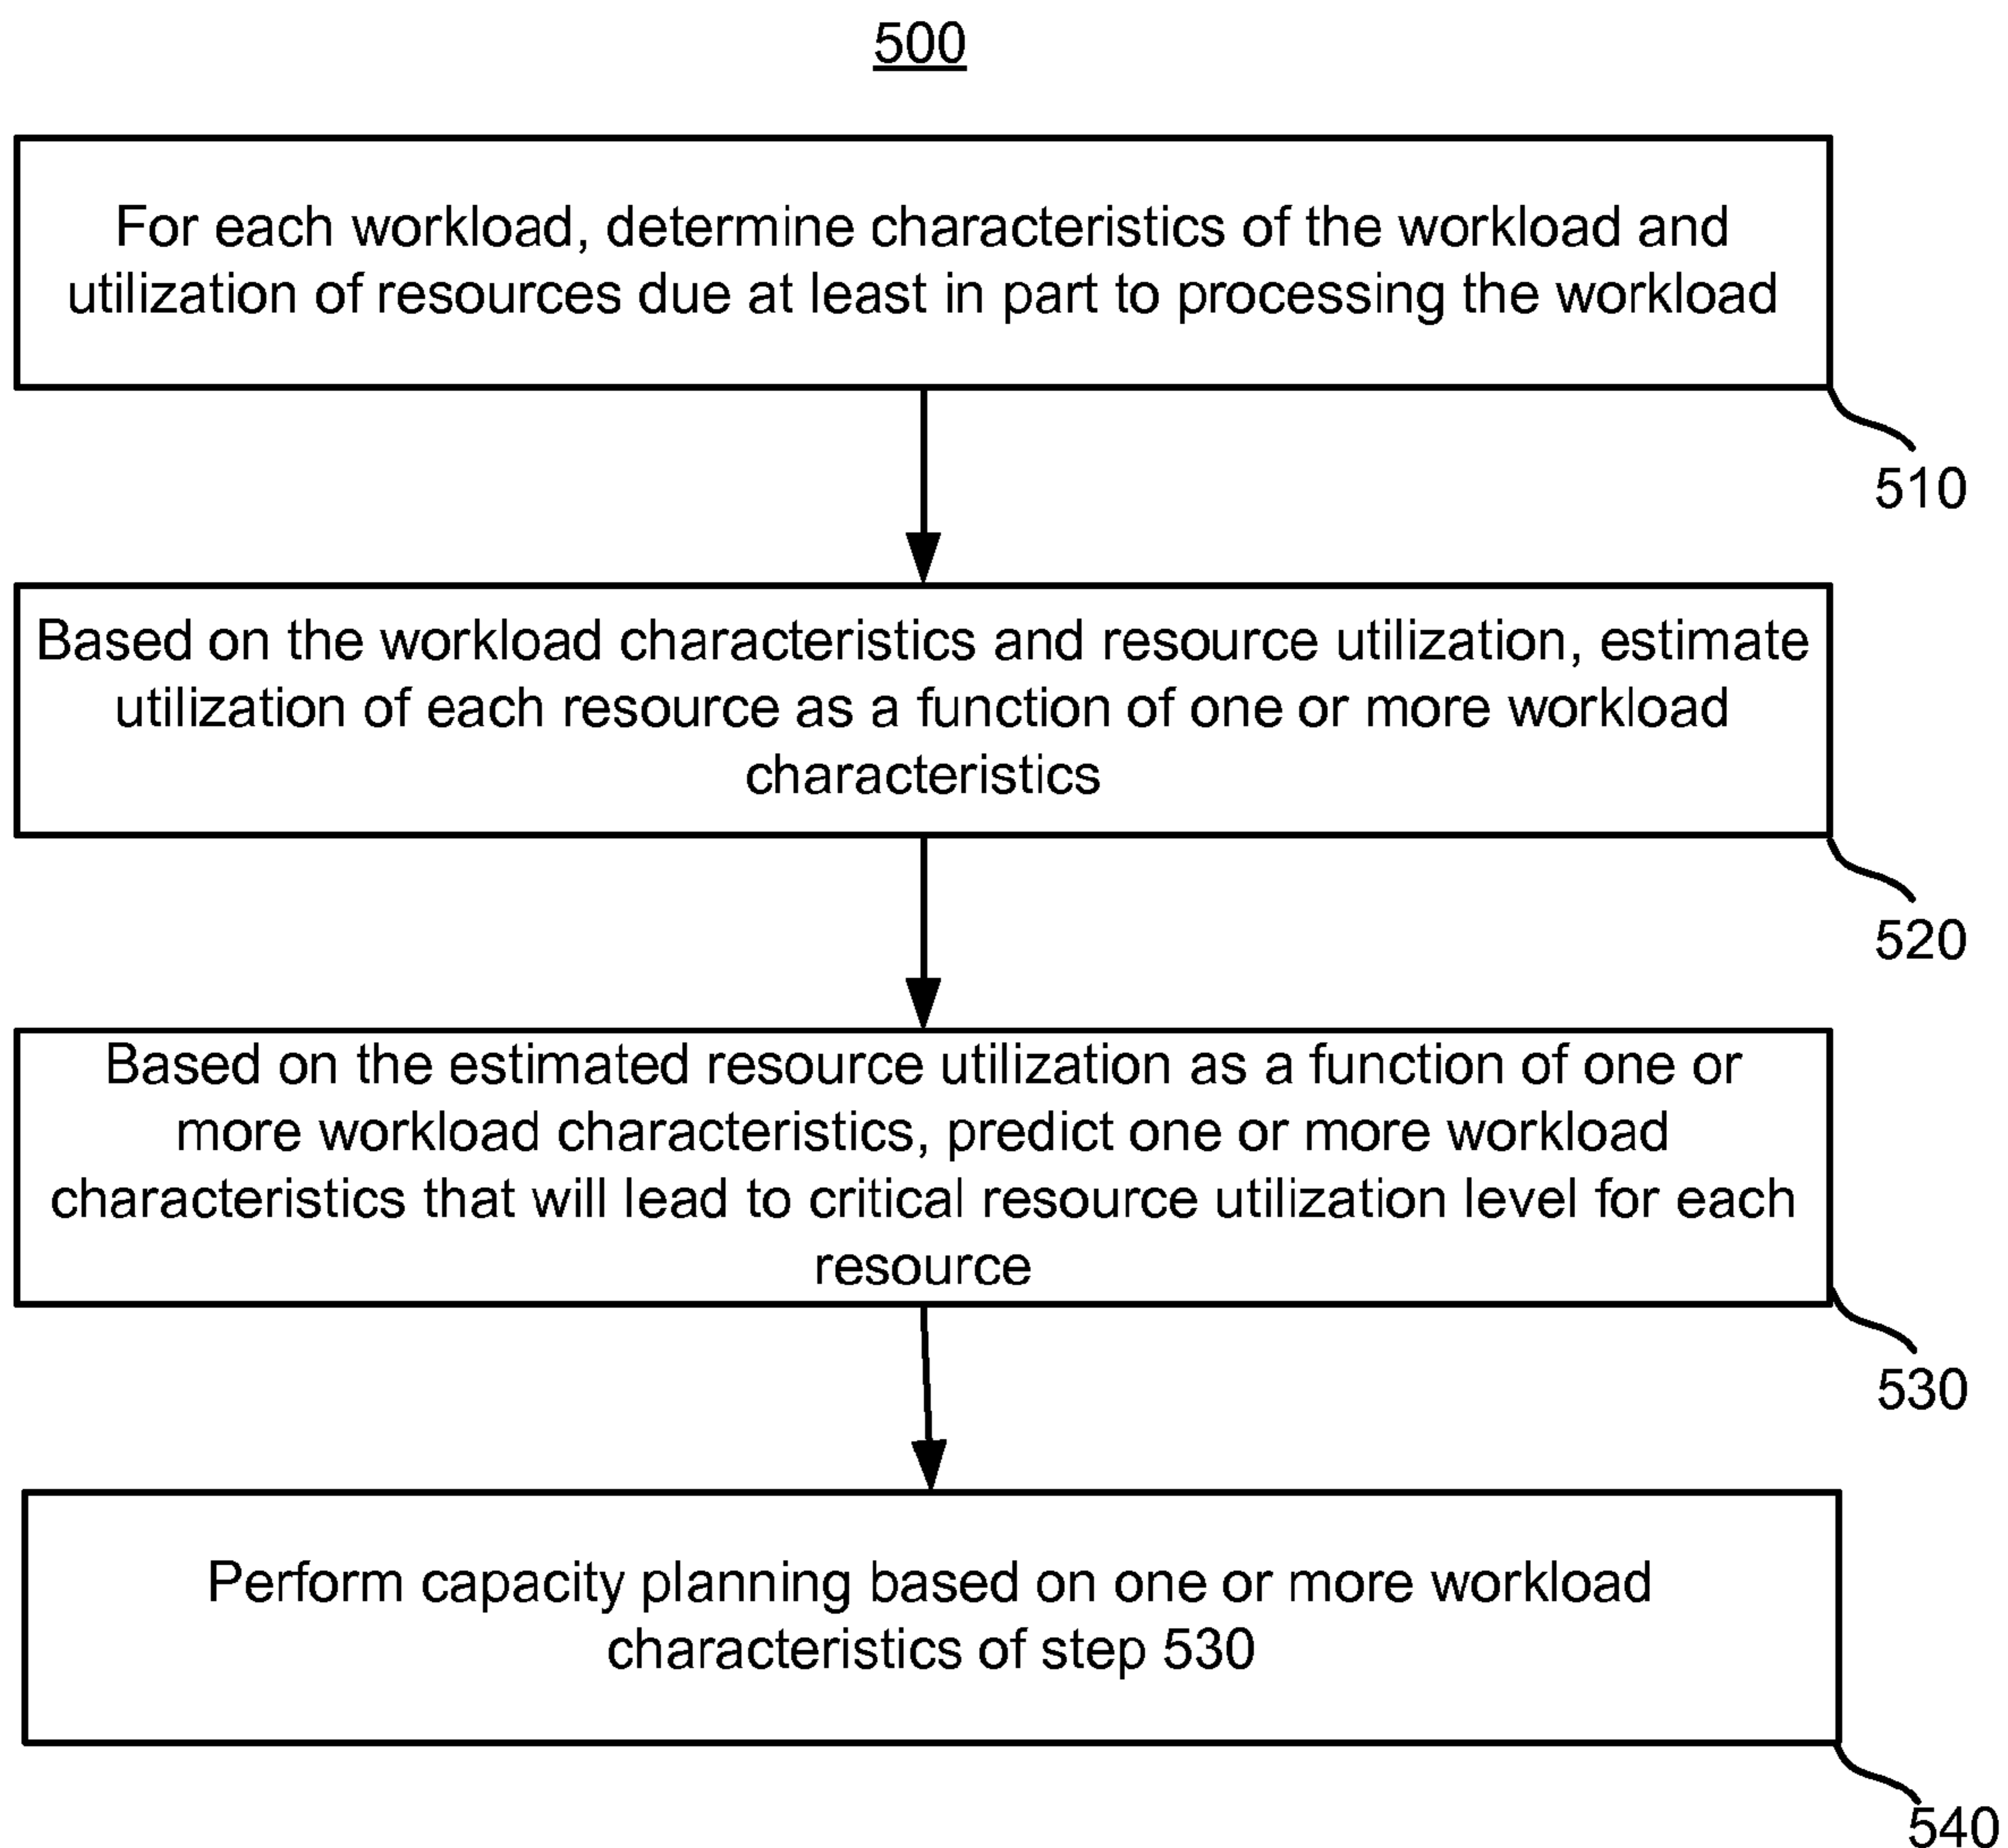 500
For each workload, determine characteristics of the workload and
utilization of resources due at least in part to processing the workload
510
Based on the workload characteristics and resource utilization, estimate
utilization of each resource as a function of one or more workload
characteristics
520
Based on the estimated resource utilization as a function of one or
more workload characteristics, predict one or more workload
characteristics that will lead to critical resource utilization level for each
resource
530
Perform capacity planning based on one or more workload
characteristics of step 530
540